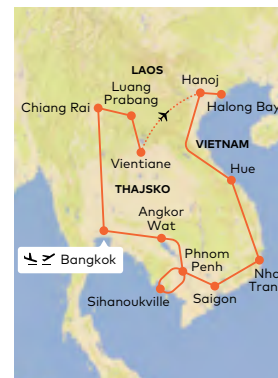 LAOS
Hanoj
Luang
Prabang
Chiang Rai
Halong Bay
VIETNAM
Vientiane
Hue
THAJSKO
Angkor
Wat
Bangkok
Phnom
Penh
Nha
Tran
Sihanoukville
Saigon